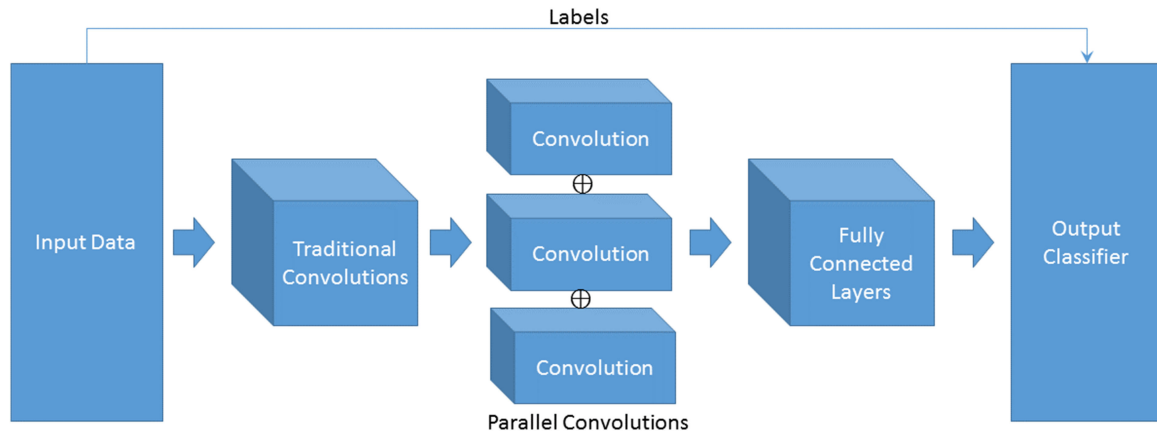 Labels
Input Data
Traditional
Convolutions
Convolution
⊕
Convolution
⊕
Convolution
Parallel Convolutions
Fully
Connected
Layers
Output
Classifier